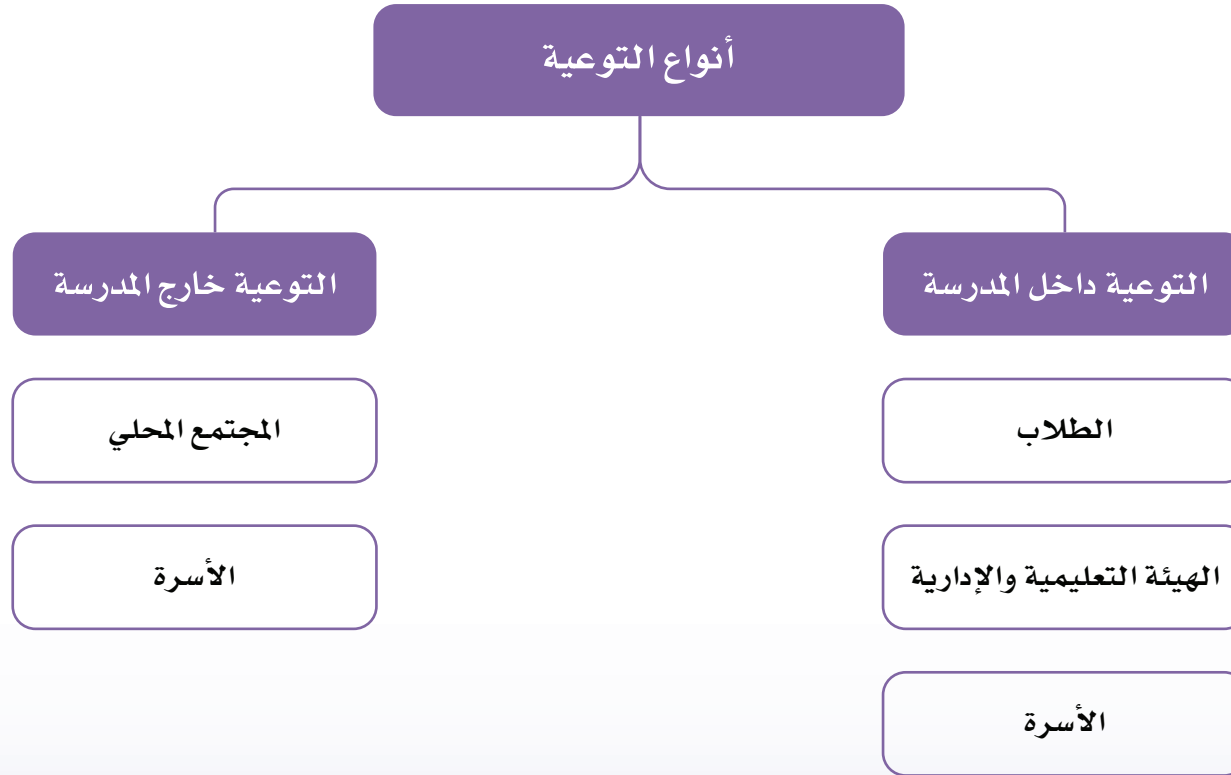 أنواع التوعية
التوعية داخل المدرسة
الطلاب
الهيئة التعليمية والإدارية
الأسرة
التوعية خارج المدرسة
المجتمع المحلي
الأسرة